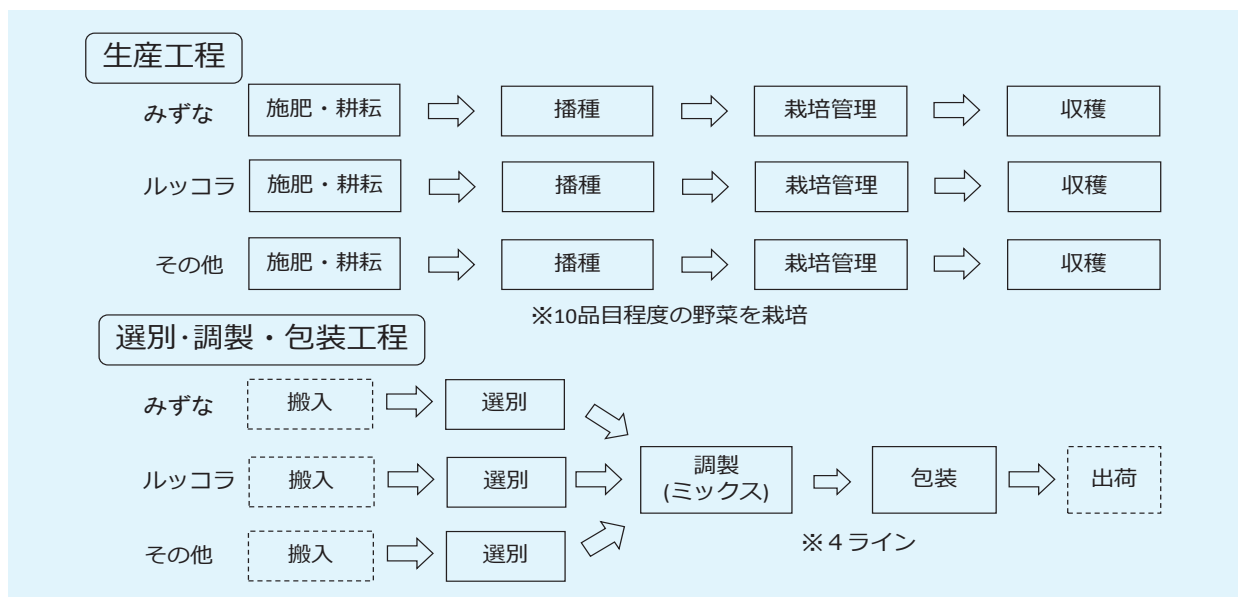 生産工程
みずな 施肥・耕耘 播種 栽培管理 収穫
ルッコラ 施肥・耕耘 播種 栽培管理 収穫
その他 施肥・耕耘 播種 栽培管理 収穫
※10品目程度の野菜を栽培
選別･調製・包装工程
みずな 搬入 選別
ルッコラ 搬入 選別 調製
(ミックス) 包装 出荷
その他 搬入 選別
※４ライン